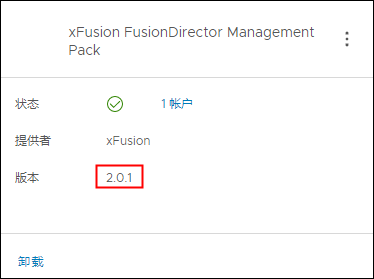 xFusion FusionDirector Management
Pack
状态 1 帐户
提供者 xFusion
版本 2.0.1
卸载